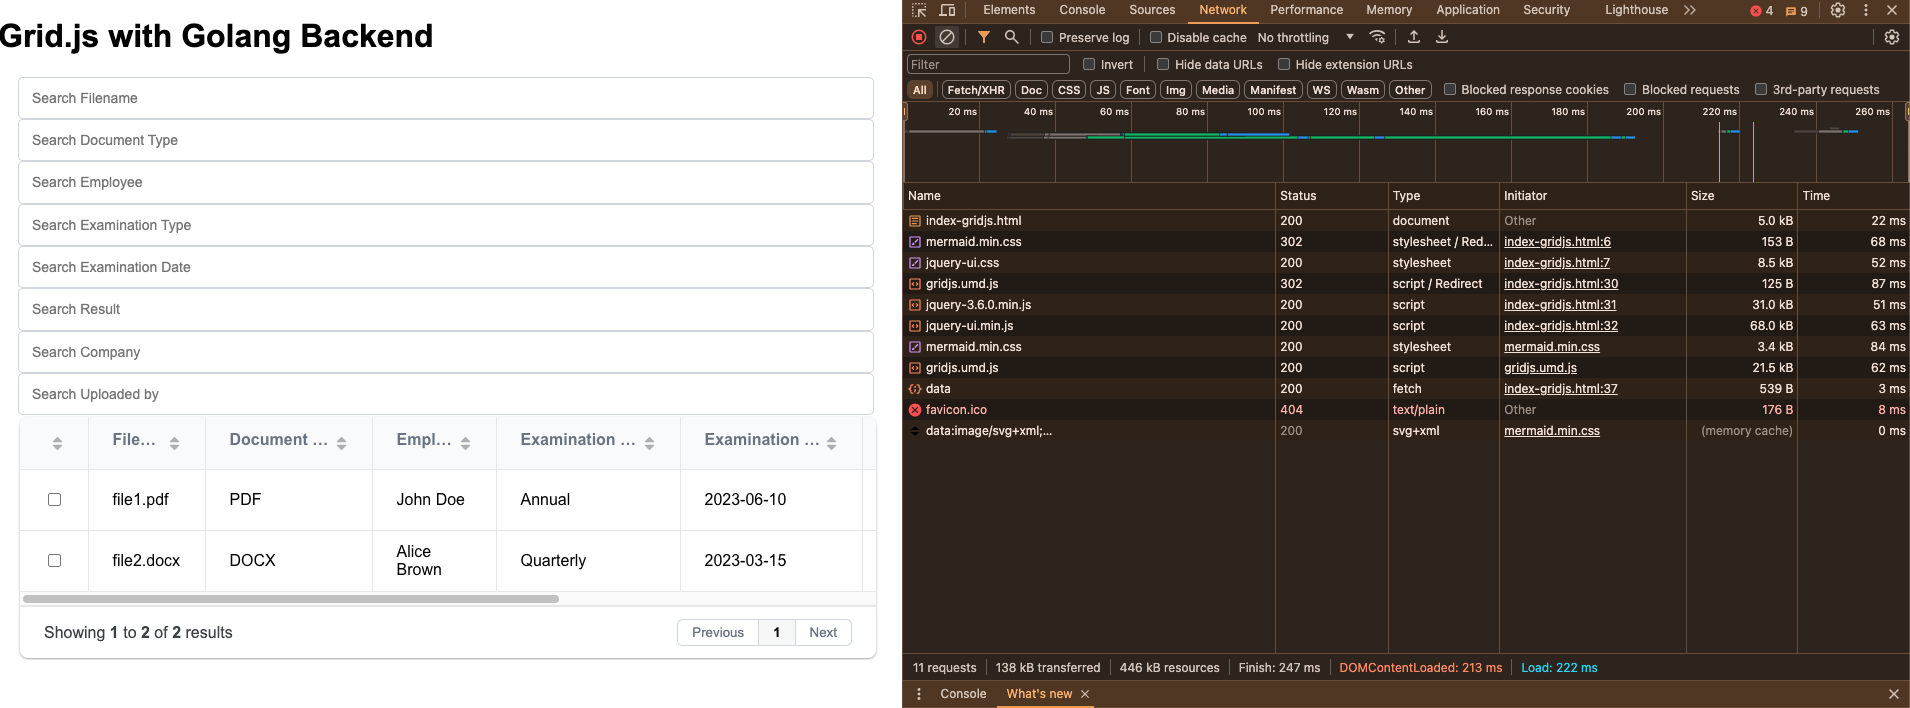 Grid.js with Golang Backend
Search Filename
Search Document Type
Search Employee
Search Examination Type
Search Examination Date
Search Result
Search Company
Search Uploaded by
File... Document ... Empl... Examination ... Examination ...
file1.pdf PDF John Doe Annual 2023-06-10
file2.docx DOCX Alice Brown Quarterly 2023-03-15
Showing 1 to 2 of 2 results Previous 1 Next
Elements Console Sources Network Performance Memory Application Security Lighthouse 4 9
Preserve log Disable cache No throttling
Filter Invert Hide data URLs Hide extension URLs
All Fetch/XHR Doc CSS JS Font Img Media Manifest WS Wasm Other Blocked response cookies Blocked requests 3rd-party requests
20 ms 40 ms 60 ms 80 ms 100 ms 120 ms 140 ms 160 ms 180 ms 200 ms 220 ms 240 ms 260 ms
Name Status Type Initiator Size Time
index-gridjs.html 200 document Other 5.0 kB 22 ms
mermaid.min.css 302 stylesheet / Red... index-gridjs.html:6 153 B 68 ms
jquery-ui.css 200 stylesheet index-gridjs.html:7 8.5 kB 52 ms
gridjs.umd.js 302 script / Redirect index-gridjs.html:30 125 B 87 ms
jquery-3.6.0.min.js 200 script index-gridjs.html:31 31.0 kB 51 ms
jquery-ui.min.js 200 script index-gridjs.html:32 68.0 kB 63 ms
mermaid.min.css 200 stylesheet mermaid.min.css 3.4 kB 84 ms
gridjs.umd.js 200 script gridjs.umd.js 21.5 kB 62 ms
data 200 fetch index-gridjs.html:37 539 B 3 ms
favicon.ico 404 text/plain Other 176 B 8 ms
data:image/svg+xml;... 200 svg+xml mermaid.min.css (memory cache) 0 ms
11 requests 138 kB transferred 446 kB resources Finish: 247 ms DOMContentLoaded: 213 ms Load: 222 ms
Console What's new